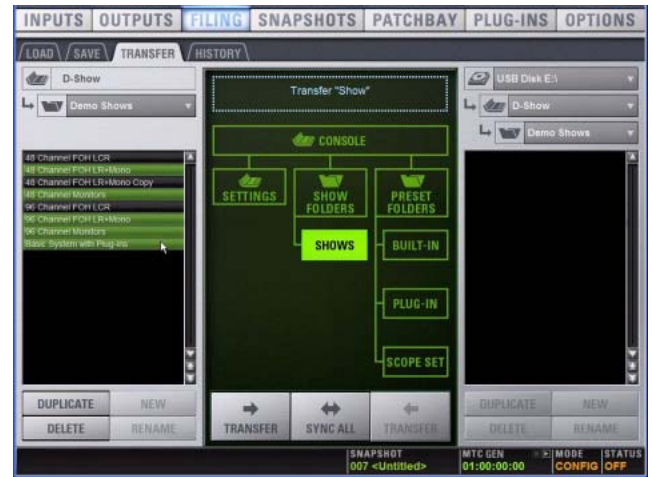 INPUTS OUTPUTS FILING SNAPSHOTS PATCHBAY PLUG-INS OPTIONS
LOAD SAVE TRANSFER HISTORY
D-Show
Demo Shows
48 Channel FOH LCR
48 Channel FOH LR+Mono
48 Channel FOH LR+Mono Copy
48 Channel Monitors
96 Channel FOH LCR
96 Channel FOH LR+Mono
96 Channel Monitors
Basic System with Plug-ins
DUPLICATE NEW
DELETE RENAME
Transfer "Show"
CONSOLE
SETTINGS
SHOW
FOLDERS
PRESET
FOLDERS
SHOWS
BUILT-IN
PLUG-IN
SCOPE SET
TRANSFER SYNC ALL TRANSFER
USB Disk E:\
D-Show
Demo Shows
DUPLICATE NEW
DELETE RENAME
SNAPSHOT
007 <Untitled>
MTC GEN
01:00:00:00
MODE
CONFIG
STATUS
OFF